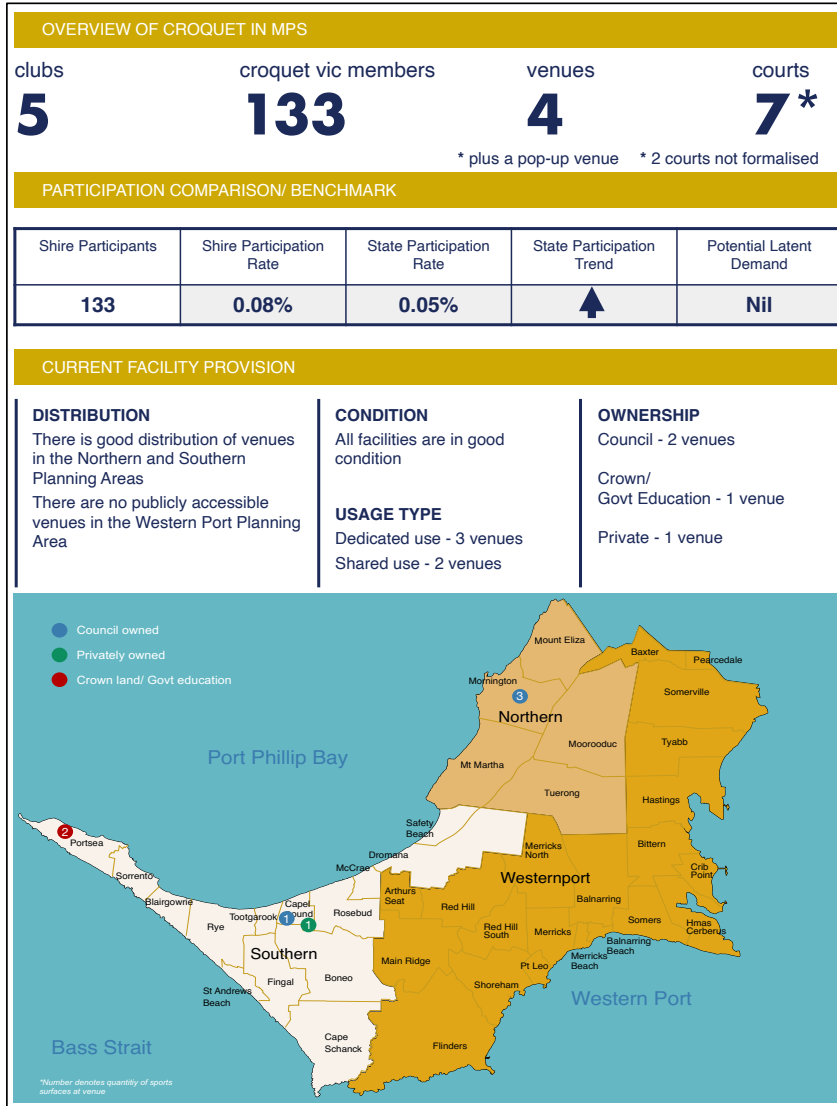 OVERVIEW OF CROQUET IN MPS
clubs
5
croquet vic members
133
venues
4
courts
7*
* plus a pop-up venue
* 2 courts not formalised
PARTICIPATION COMPARISON/ BENCHMARK
Shire Participants
Shire Participation
Rate
State Participation
Rate
State Participation
Trend
Potential Latent
Demand
133
0.08%
0.05%
Nil
CURRENT FACILITY PROVISION
DISTRIBUTION
There is good distribution of venues
in the Northern and Southern
Planning Areas
There are no publicly accessible
venues in the Western Port Planning
Area
CONDITION
All facilities are in good
condition
USAGE TYPE
Dedicated use - 3 venues
Shared use - 2 venues
OWNERSHIP
Council - 2 venues
Crown/
Govt Education - 1 venue
Private - 1 venue
Council owned
Privately owned
Crown land/ Govt education
Mount Eliza
Baxter
Pearcedale
Mornington
3
Somerville
Northern
Moorooduc
Tyabb
Port Phillip Bay
Mt Martha
Tuerong
Hastings
Safety
Beach
2
Portsea
Merricks
North
Bittern
Dromana
Sorrento
McCrae
Crib
Point
Westernport
Arthurs
Seat
Blairgowrie
Capel
Sound
Balnarring
Red Hill
Rosebud
Tootgarook
1
1
Rye
Red Hill
South
Merricks
Somers
Hmas
Cerberus
Southern
Balnarring
Beach
Main Ridge
Merricks
Beach
Pt Leo
Boneo
Fingal
Shoreham
St Andrews
Beach
Western Port
Cape
Schanck
Flinders
Bass Strait
*Number denotes quantitiy of sports
surfaces at venue